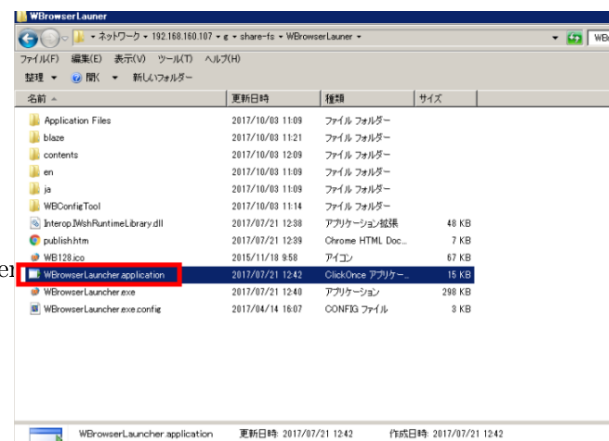 WBrowserLauner
ネットワーク ▾ 192.168.160.107 ▾ g ▾ share-fs ▾ WBrowserLauner ▾
ファイル(F) 編集(E) 表示(V) ツール(T) ヘルプ(H)
整理 ▾ 開く ▾ 新しいフォルダー
名前 更新日時 種類 サイズ
Application Files 2017/10/03 11:09 ファイル フォルダー
blaze 2017/10/03 11:21 ファイル フォルダー
contents 2017/10/03 12:09 ファイル フォルダー
en 2017/10/03 11:09 ファイル フォルダー
ja 2017/10/03 11:09 ファイル フォルダー
WBConfigTool 2017/10/03 11:14 ファイル フォルダー
Interop.IWshRuntimeLibrary.dll 2017/07/21 12:38 アプリケーション拡張 48 KB
publish.htm 2017/07/21 12:39 Chrome HTML Doc... 7 KB
WB128.ico 2015/11/18 9:58 アイコン 67 KB
WBrowserLauncher.application 2017/07/21 12:42 ClickOnce アプリケー... 15 KB
WBrowserLauncher.exe 2017/07/21 12:40 アプリケーション 298 KB
WBrowserLauncher.exe.config 2017/04/14 16:07 CONFIG ファイル 3 KB
WBrowserLauncher.application 更新日時: 2017/07/21 12:42 作成日時: 2017/07/21 12:42